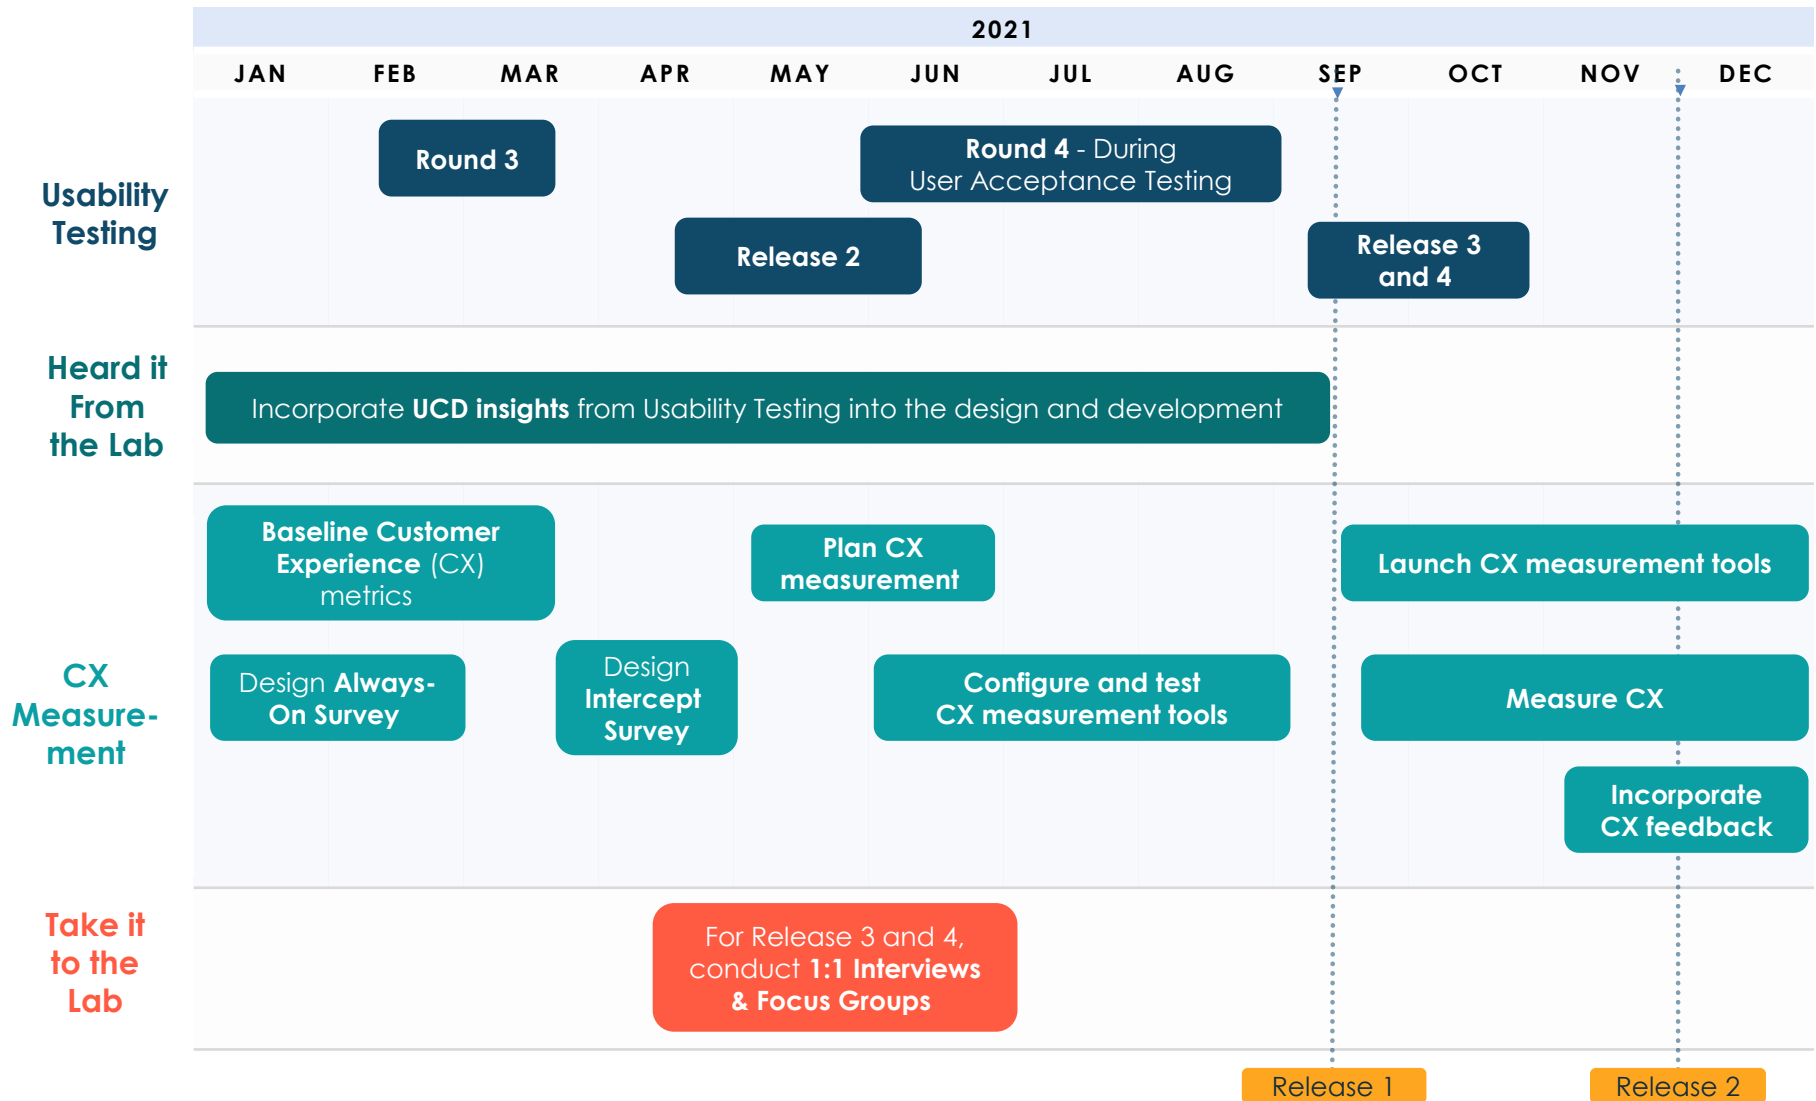 2021
JAN FEB MAR APR MAY JUN JUL AUG SEP OCT NOV DEC
Usability
Testing
Round 3
Round 4 - During
User Acceptance Testing
Release 2
Release 3
and 4
Heard it
From
the Lab
Incorporate UCD insights from Usability Testing into the design and development
CX
Measure-
ment
Baseline Customer
Experience (CX)
metrics
Plan CX
measurement
Launch CX measurement tools
Design Always-
On Survey
Design
Intercept
Survey
Configure and test
CX measurement tools
Measure CX
Incorporate
CX feedback
Take it
to the
Lab
For Release 3 and 4,
conduct 1:1 Interviews
& Focus Groups
Release 1
Release 2